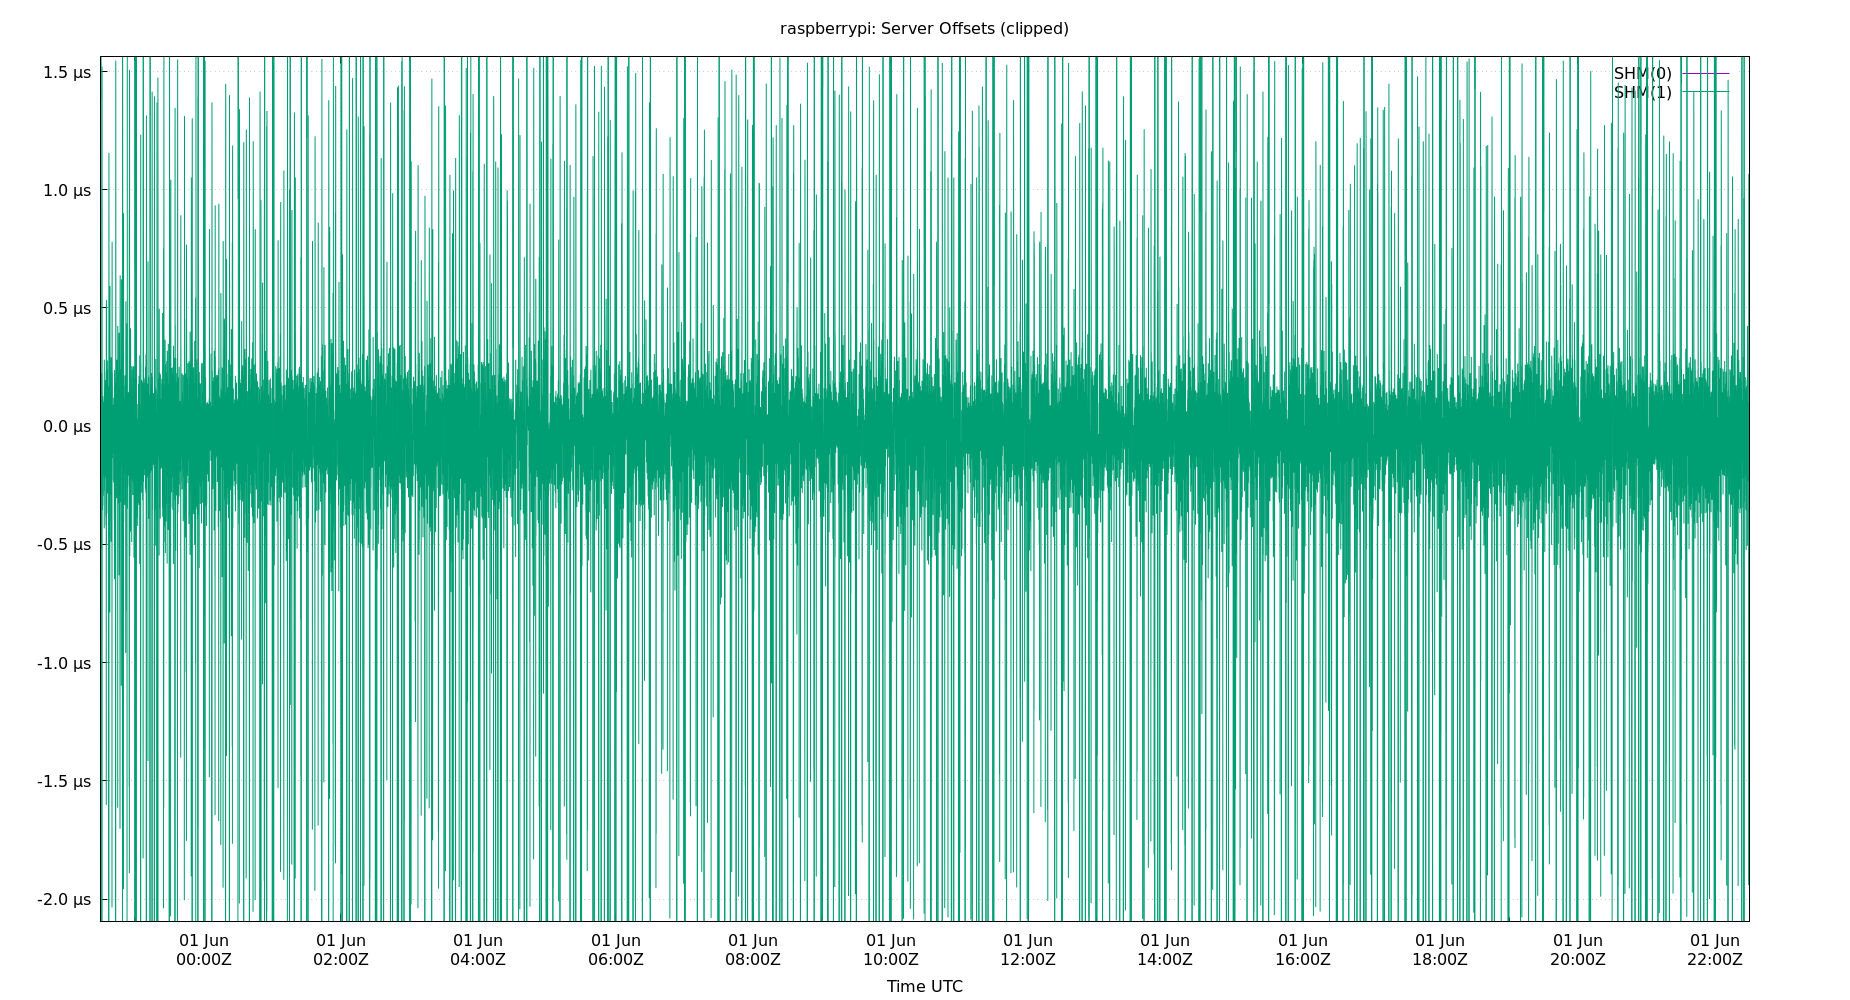 raspberrypi: Server Offsets (clipped)
1.5 µs
1.0 µs
0.5 µs
0.0 µs
-0.5 µs
-1.0 µs
-1.5 µs
-2.0 µs
SHM(0)
SHM(1)
01 Jun 01 Jun 01 Jun 01 Jun 01 Jun 01 Jun 01 Jun 01 Jun 01 Jun 01 Jun 01 Jun 01 Jun
00:00Z 02:00Z 04:00Z 06:00Z 08:00Z 10:00Z 12:00Z 14:00Z 16:00Z 18:00Z 20:00Z 22:00Z
Time UTC